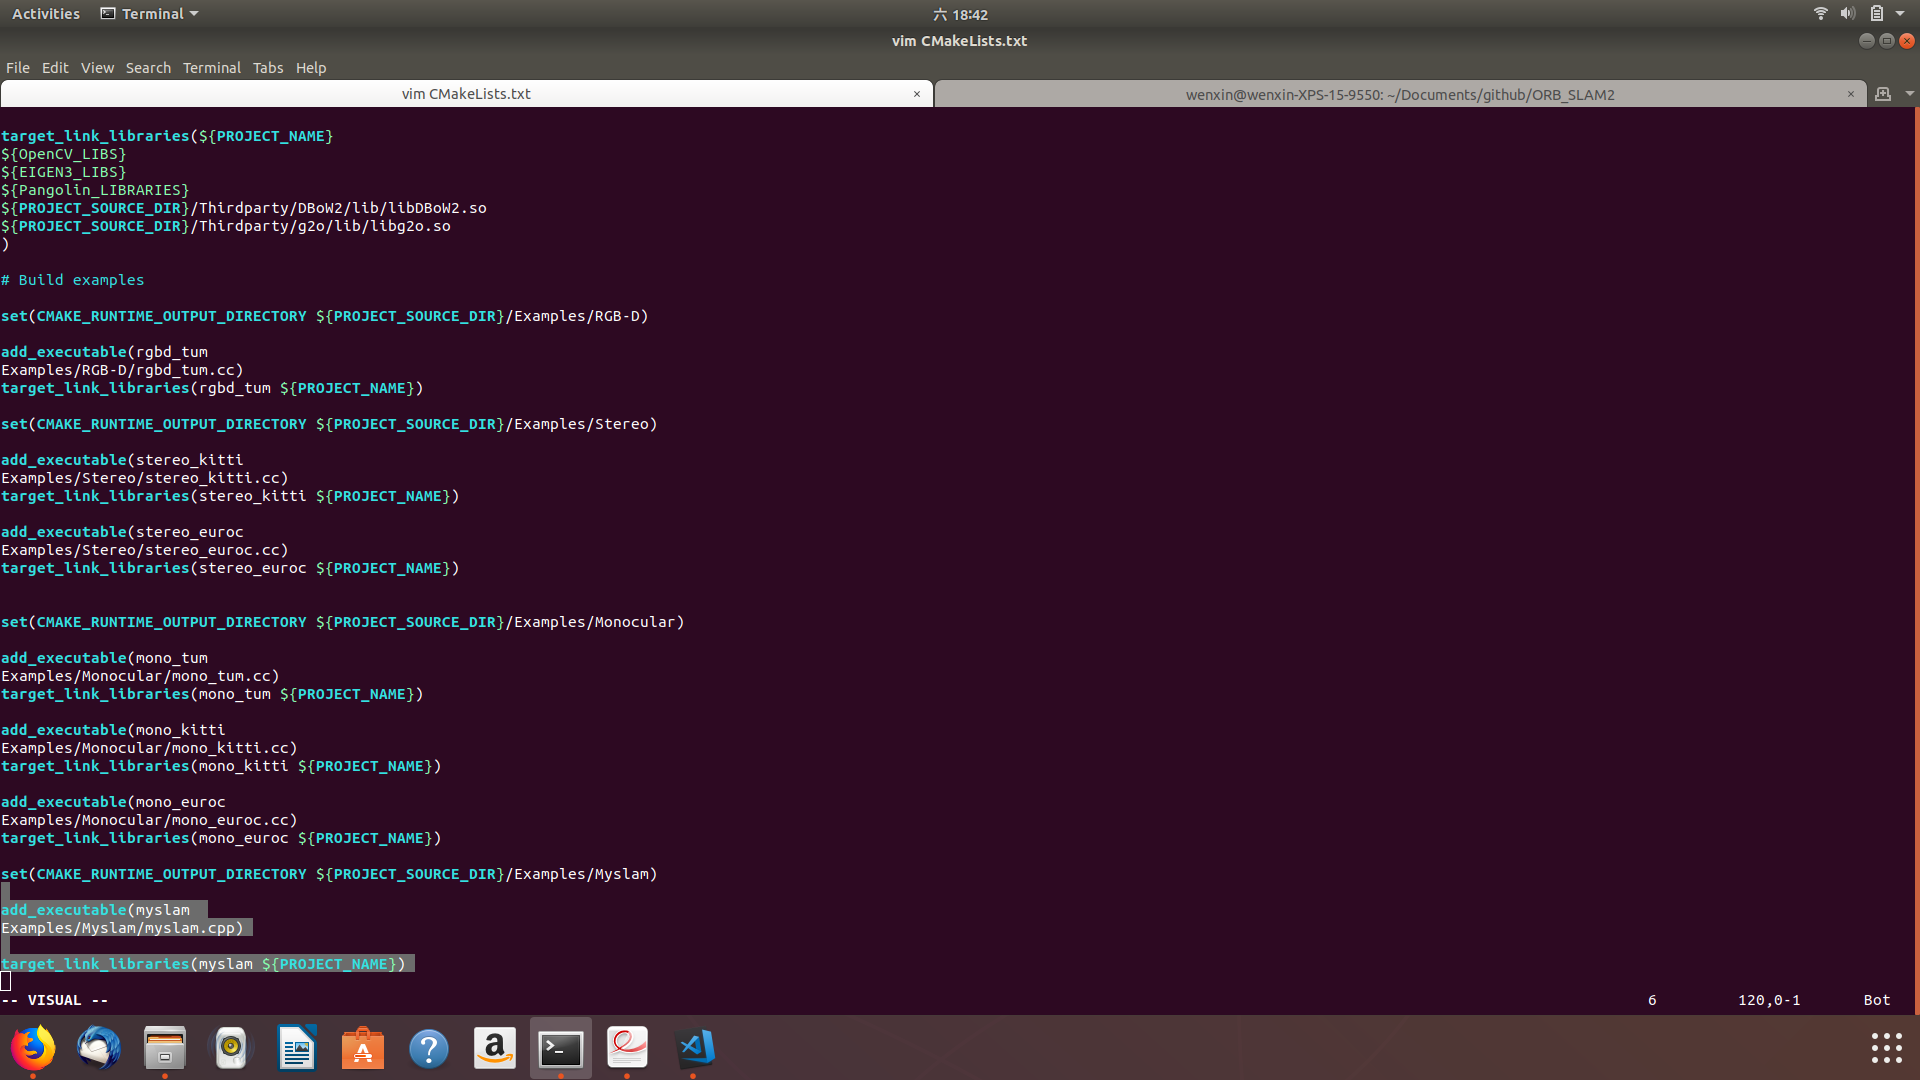 Activities Terminal 六 18:42
vim CMakeLists.txt
File Edit View Search Terminal Tabs Help
vim CMakeLists.txt × wenxin@wenxin-XPS-15-9550: ~/Documents/github/ORB_SLAM2 ×
target_link_libraries(${PROJECT_NAME}
${OpenCV_LIBS}
${EIGEN3_LIBS}
${Pangolin_LIBRARIES}
${PROJECT_SOURCE_DIR}/Thirdparty/DBoW2/lib/libDBoW2.so
${PROJECT_SOURCE_DIR}/Thirdparty/g2o/lib/libg2o.so
)
# Build examples
set(CMAKE_RUNTIME_OUTPUT_DIRECTORY ${PROJECT_SOURCE_DIR}/Examples/RGB-D)
add_executable(rgbd_tum
Examples/RGB-D/rgbd_tum.cc)
target_link_libraries(rgbd_tum ${PROJECT_NAME})
set(CMAKE_RUNTIME_OUTPUT_DIRECTORY ${PROJECT_SOURCE_DIR}/Examples/Stereo)
add_executable(stereo_kitti
Examples/Stereo/stereo_kitti.cc)
target_link_libraries(stereo_kitti ${PROJECT_NAME})
add_executable(stereo_euroc
Examples/Stereo/stereo_euroc.cc)
target_link_libraries(stereo_euroc ${PROJECT_NAME})
set(CMAKE_RUNTIME_OUTPUT_DIRECTORY ${PROJECT_SOURCE_DIR}/Examples/Monocular)
add_executable(mono_tum
Examples/Monocular/mono_tum.cc)
target_link_libraries(mono_tum ${PROJECT_NAME})
add_executable(mono_kitti
Examples/Monocular/mono_kitti.cc)
target_link_libraries(mono_kitti ${PROJECT_NAME})
add_executable(mono_euroc
Examples/Monocular/mono_euroc.cc)
target_link_libraries(mono_euroc ${PROJECT_NAME})
set(CMAKE_RUNTIME_OUTPUT_DIRECTORY ${PROJECT_SOURCE_DIR}/Examples/Myslam)
add_executable(myslam
Examples/Myslam/myslam.cpp)
target_link_libraries(myslam ${PROJECT_NAME})
-- VISUAL -- 6 120,0-1 Bot